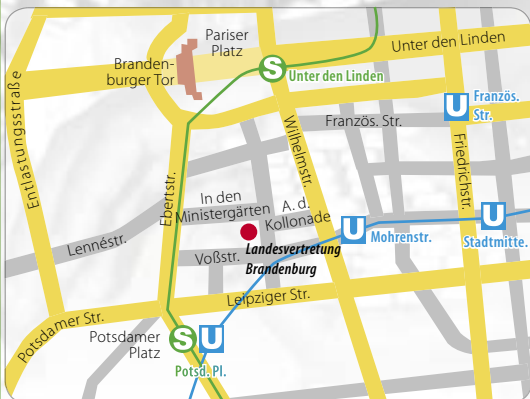 Pariser
Platz
Unter den Linden
Branden-
burger Tor
S
Unter den Linden
Entlastungsstraße
U
Französ.
Str.
Französ. Str.
Wilhelmstr.
Friedrichstr.
Ebertstr.
In den
Ministergärten
A. d.
Kollonade
U
Mohrenstr.
U
Stadtmitte.
Lennéstr.
Landesvertretung
Brandenburg
Voßstr.
Leipziger Str.
Potsdamer Str.
Potsdamer
Platz
S
U
Potsd. Pl.